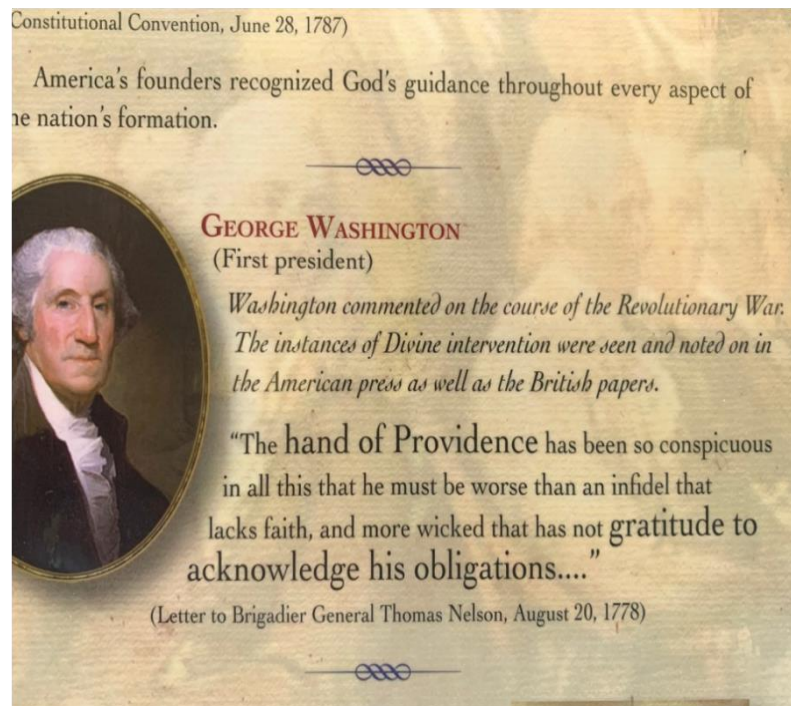 Constitutional Convention, June 28, 1787)
America's founders recognized God's guidance throughout every aspect of
he nation's formation.
GEORGE WASHINGTON
(First president)
Washington commented on the course of the Revolutionary War.
The instances of Divine intervention were seen and noted on in
the American press as well as the British papers.
"The hand of Providence has been so conspicuous
in all this that he must be worse than an infidel that
lacks faith, and more wicked that has not gratitude to
acknowledge his obligations...."
(Letter to Brigadier General Thomas Nelson, August 20, 1778)